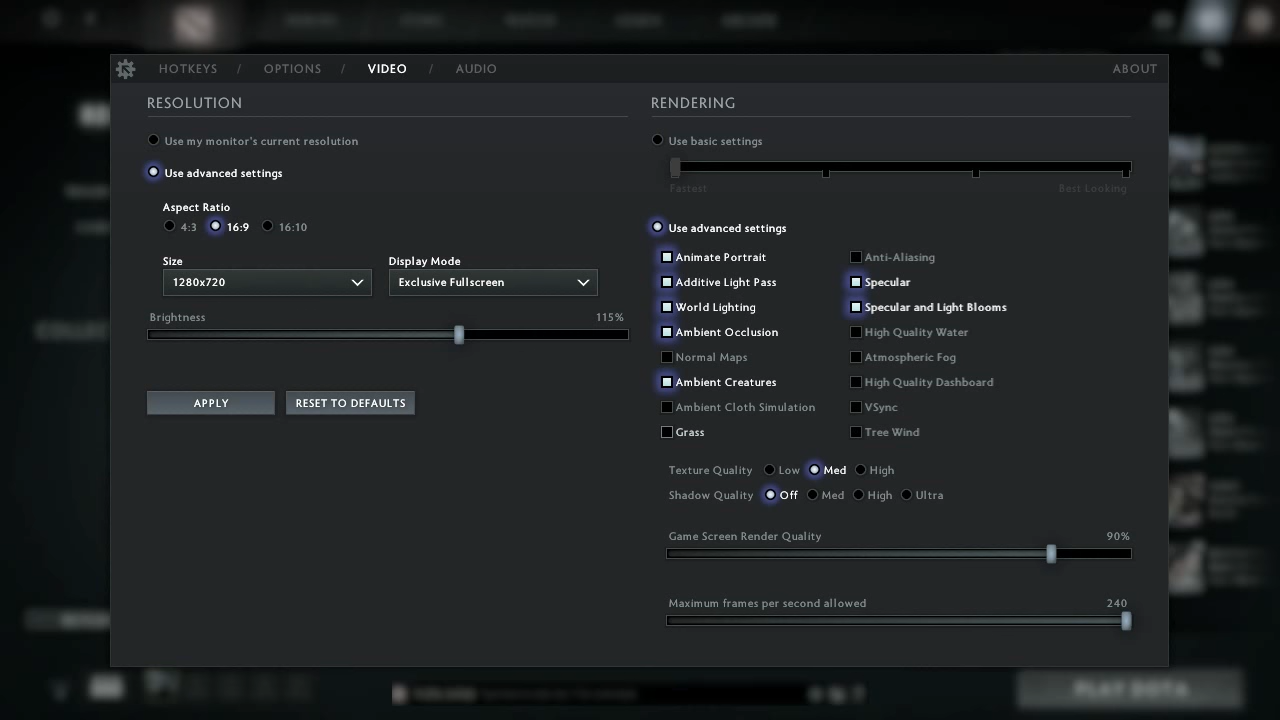 HOTKEYS / OPTIONS / VIDEO / AUDIO ABOUT
RESOLUTION
Use my monitor's current resolution
Use advanced settings
Aspect Ratio
4:3 16:9 16:10
Size Display Mode
1280x720 Exclusive Fullscreen
Brightness 115%
APPLY RESET TO DEFAULTS
RENDERING
Use basic settings
Fastest Best Looking
Use advanced settings
Animate Portrait Anti-Aliasing
Additive Light Pass Specular
World Lighting Specular and Light Blooms
Ambient Occlusion High Quality Water
Normal Maps Atmospheric Fog
Ambient Creatures High Quality Dashboard
Ambient Cloth Simulation VSync
Grass Tree Wind
Texture Quality Low Med High
Shadow Quality Off Med High Ultra
Game Screen Render Quality 90%
Maximum frames per second allowed 240
PLAY DOTA